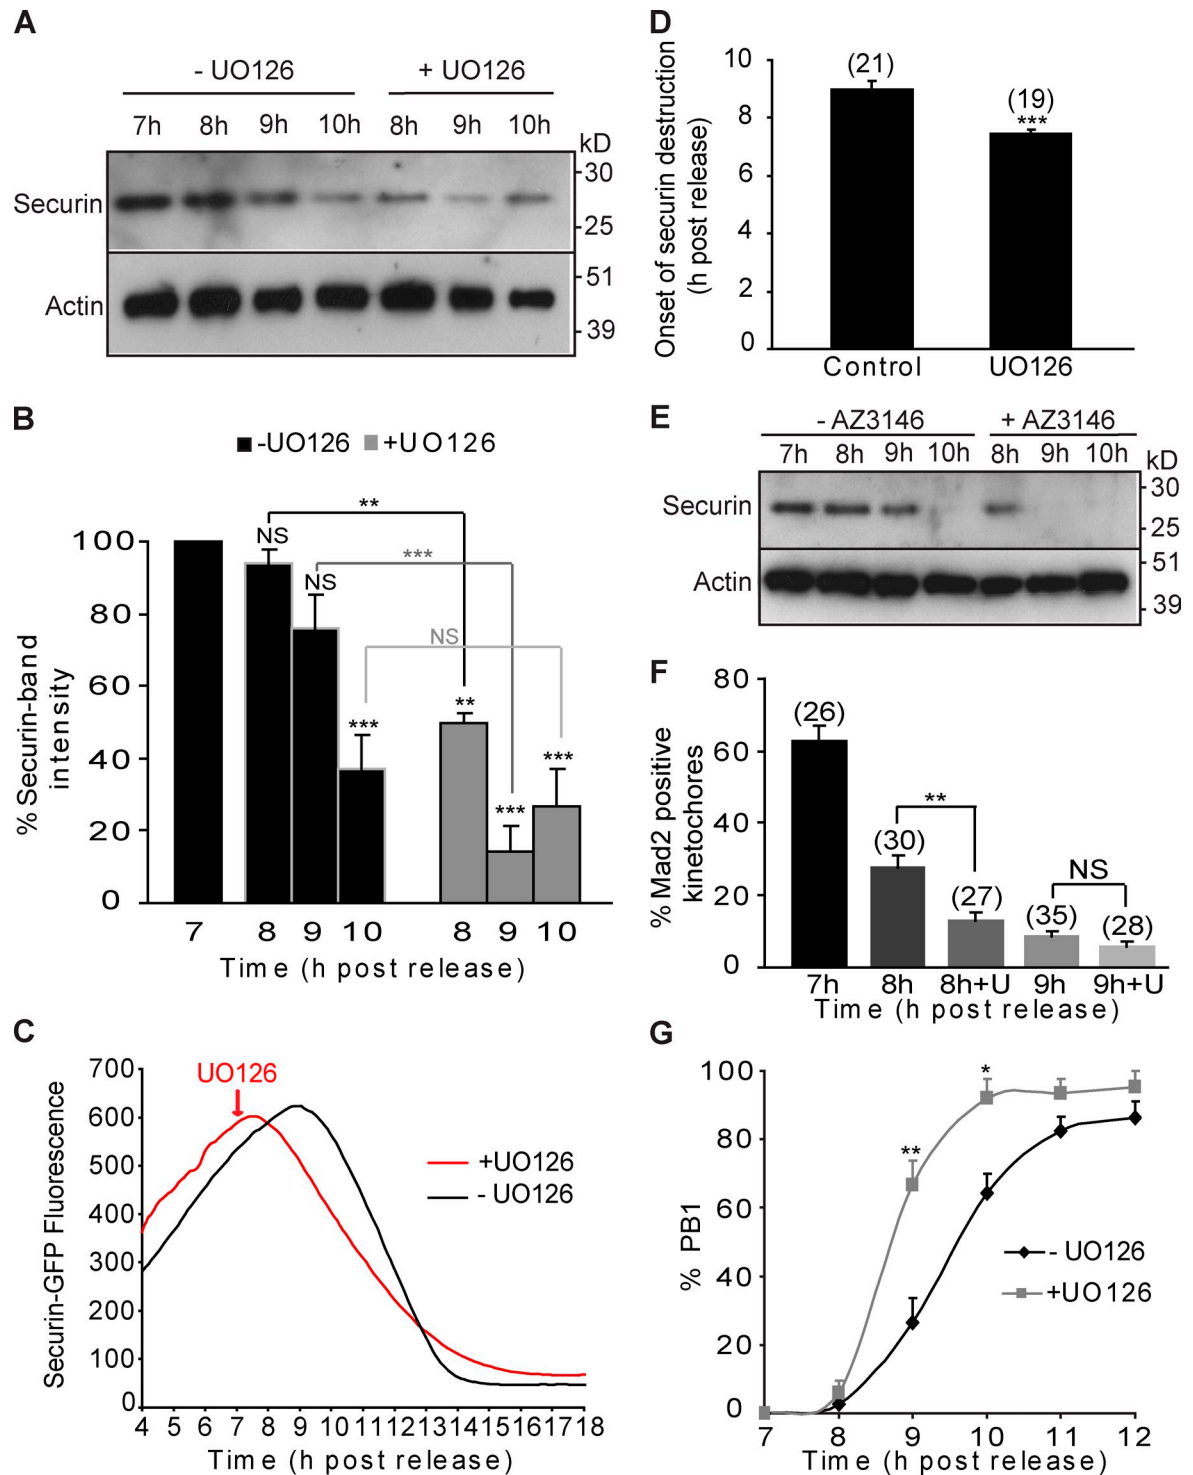 A
- UO126
+ UO126
7h 8h 9h 10h 8h 9h 10h
kD
30
Securin
25
51
Actin
39
B
-UO126 +UO126
**
NS
***
NS
NS
***
**
***
***
100
80
60
40
20
0
% Securin-band
intensity
7 8 9 10 8 9 10
Time (h post release)
C
700
600
500
400
300
200
100
0
Securin-GFP Fluorescence
UO126
+UO126
- UO126
4 5 6 7 8 9 10 11 12 13 14 15 16 17 18
Time (h post release)
D
10
8
6
4
2
0
Onset of securin destruction
(h post release)
(21)
(19)
***
Control UO126
E
- AZ3146
+ AZ3146
7h 8h 9h 10h 8h 9h 10h
kD
30
Securin
25
51
Actin
39
F
80
60
40
20
0
% Mad2 positive
kinetochores
(26)
**
(30)
(27)
NS
(35)
(28)
7h 8h 8h+U 9h 9h+U
Time (h post release)
G
100
80
60
40
20
0
% PB1
*
**
- UO126
+UO126
7 8 9 10 11 12
Time (h post release)